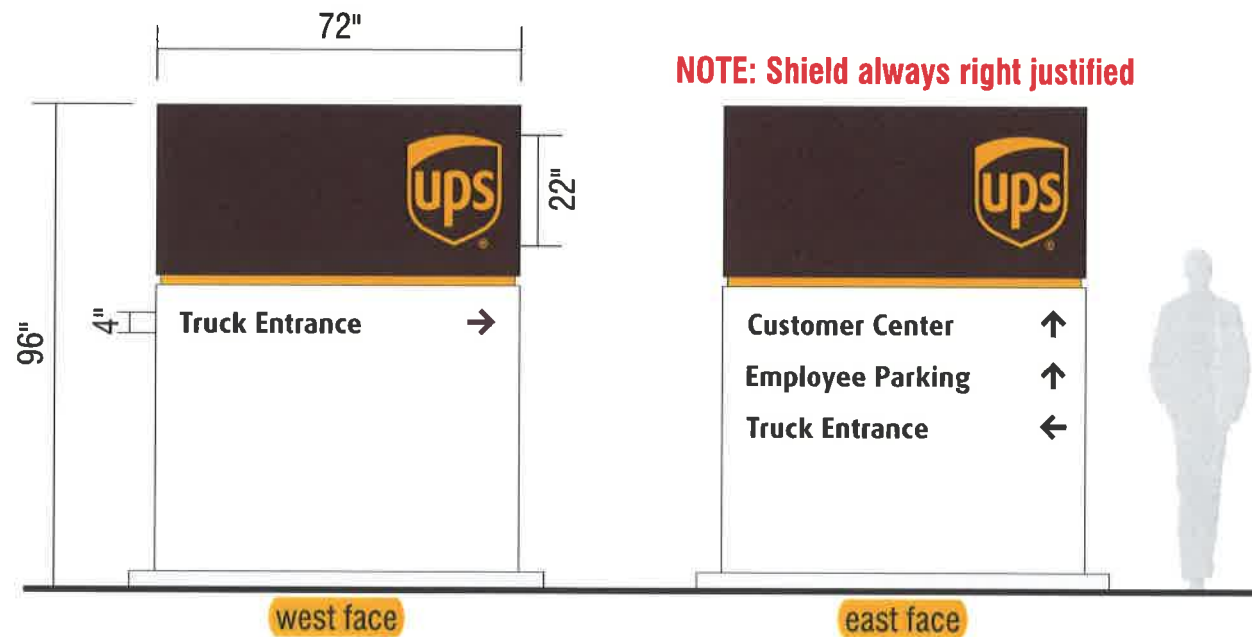 72"
NOTE: Shield always right justified
96"
ups
®
22"
4"
Truck Entrance →
ups
®
Customer Center ↑
Employee Parking ↑
Truck Entrance ←
west face
east face